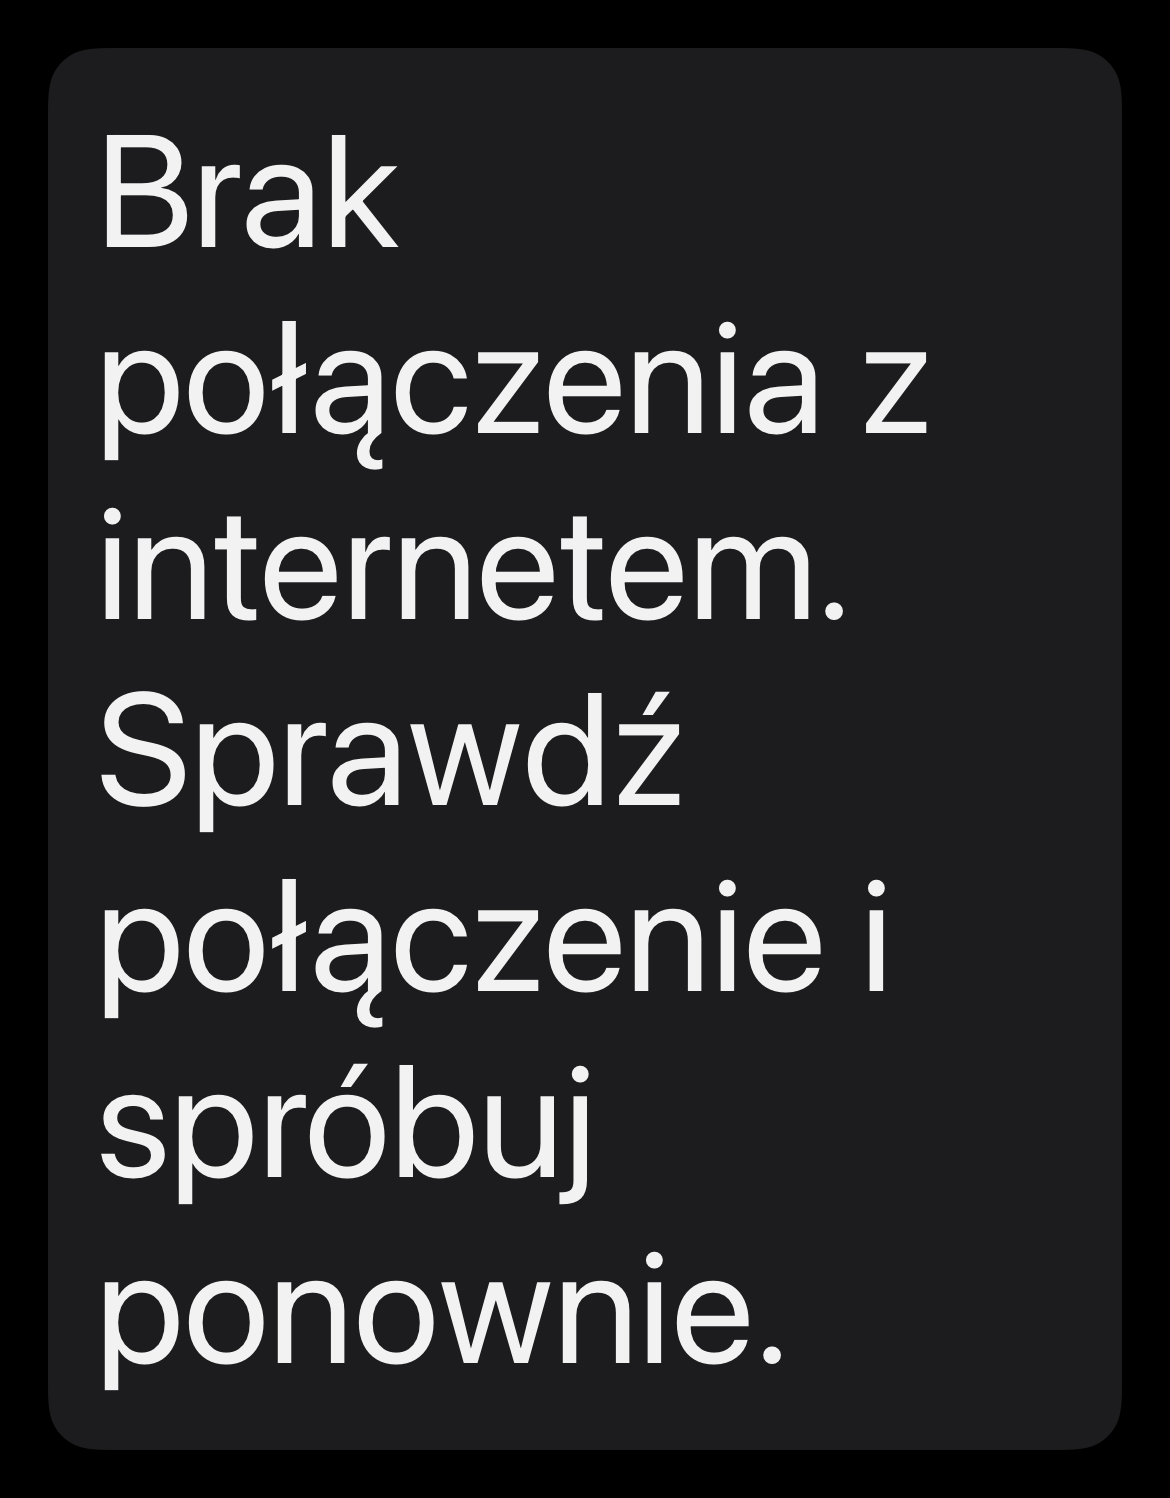 Brak
połączenia z
internetem.
Sprawdź
połączenie i
spróbuj
ponownie.